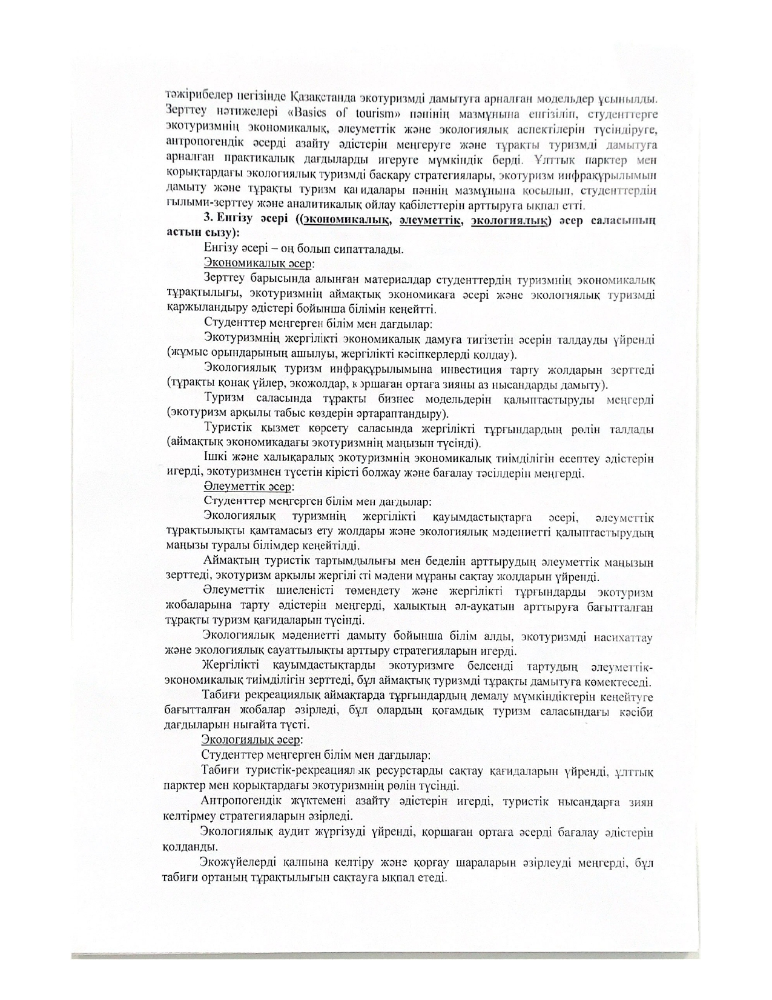 тәжірибелер негізінде Қазақстанда экотуризмді дамытуға арналған модельдер ұсынылды.
Зерттеу нәтижелері «Basics of tourism» пәнінің мазмұнына енгізіліп, студенттерге
экотуризмнің экономикалық, әлеуметтік және экологиялық аспектілерін түсіндіруге,
антропогендік әсерді азайту әдістерін меңгеруге және тұрақты туризмді дамытуға
арналған практикалық дағдыларды игеруге мүмкіндік берді. Ұлттық парктер мен
қорықтардағы экологиялық туризмді басқару стратегиялары, экотуризм инфрақұрылымын
дамыту және тұрақты туризм қағидалары пәннің мазмұнына қосылып, студенттердің
ғылыми-зерттеу және аналитикалық ойлау қабілеттерін арттыруға ықпал етті.
3. Енгізу әсері ((экономикалық, әлеуметтік, экологиялық) әсер саласының
астын сызу):
Енгізу әсері – оң болып сипатталады.
Экономикалық әсер:
Зерттеу барысында алынған материалдар студенттердің туризмнің экономикалық
тұрақтылығы, экотуризмнің аймақтық экономикаға әсері және экологиялық туризмді
қаржыландыру әдістері бойынша білімін кеңейтті.
Студенттер меңгерген білім мен дағдылар:
Экотуризмнің жергілікті экономикалық дамуға тигізетін әсерін талдауды үйренді
(жұмыс орындарының ашылуы, жергілікті кәсіпкерлерді қолдау).
Экологиялық туризм инфрақұрылымына инвестиция тарту жолдарын зерттеді
(тұрақты қонақ үйлер, экожолдар, қоршаған ортаға зияны аз нысандарды дамыту).
Туризм саласында тұрақты бизнес модельдерін қалыптастыруды меңгерді
(экотуризм арқылы табыс көздерін әртараптандыру).
Туристік қызмет көрсету саласында жергілікті тұрғындардың рөлін талдады
(аймақтық экономикадағы экотуризмнің маңызын түсінді).
Ішкі және халықаралық экотуризмнің экономикалық тиімділігін есептеу әдістерін
игерді, экотуризмнен түсетін кірісті болжау және бағалау тәсілдерін меңгерді.
Әлеуметтік әсер:
Студенттер меңгерген білім мен дағдылар:
Экологиялық туризмнің жергілікті қауымдастықтарға әсері, әлеуметтік
тұрақтылықты қамтамасыз ету жолдары және экологиялық мәдениетті қалыптастырудың
маңызы туралы білімдер кеңейтілді.
Аймақтың туристік тартымдылығы мен беделін арттырудың әлеуметтік маңызын
зерттеді, экотуризм арқылы жергілікті мәдени мұраны сақтау жолдарын үйренді.
Әлеуметтік шиеленісті төмендету және жергілікті тұрғындарды экотуризм
жобаларына тарту әдістерін меңгерді, халықтың әл-ауқатын арттыруға бағытталған
тұрақты туризм қағидаларын түсінді.
Экологиялық мәдениетті дамыту бойынша білім алды, экотуризмді насихаттау
және экологиялық сауаттылықты арттыру стратегияларын игерді.
Жергілікті қауымдастықтарды экотуризмге белсенді тартудың әлеуметтік-
экономикалық тиімділігін зерттеді, бұл аймақтық туризмді тұрақты дамытуға көмектеседі.
Табиғи рекреациялық аймақтарда тұрғындардың демалу мүмкіндіктерін кеңейтуге
бағытталған жобалар әзірледі, бұл олардың қоғамдық туризм саласындағы кәсіби
дағдыларын нығайта түсті.
Экологиялық әсер:
Студенттер меңгерген білім мен дағдылар:
Табиғи туристік-рекреациялық ресурстарды сақтау қағидаларын үйренді, ұлттық
парктер мен қорықтардағы экотуризмнің рөлін түсінді.
Антропогендік жүктемені азайту әдістерін игерді, туристік нысандарға зиян
келтірмеу стратегияларын әзірледі.
Экологиялық аудит жүргізуді үйренді, қоршаған ортаға әсерді бағалау әдістерін
қолданды.
Экожүйелерді қалпына келтіру және қорғау шараларын әзірлеуді меңгерді, бұл
табиғи ортаның тұрақтылығын сақтауға ықпал етеді.